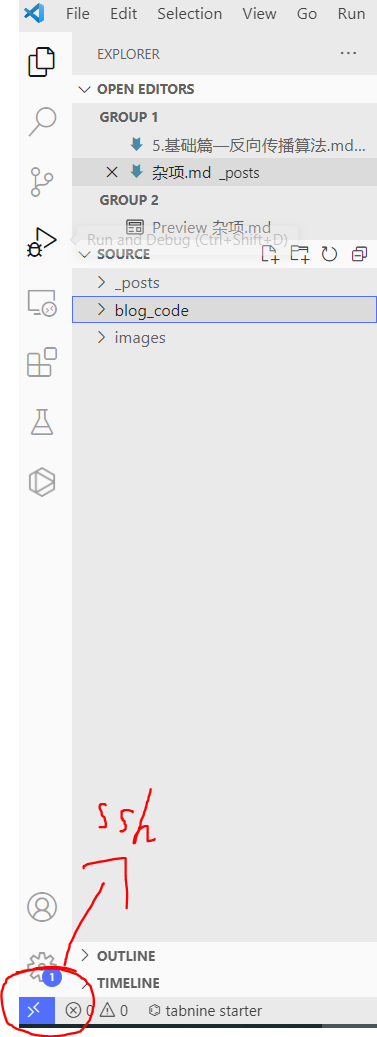 File Edit Selection View Go Run
EXPLORER ...
OPEN EDITORS
GROUP 1
5.基础篇—反向传播算法.md...
杂项.md _posts
GROUP 2
Preview 杂项.md
Run and Debug (Ctrl+Shift+D)
SOURCE
_posts
blog_code
images
ssh
OUTLINE
1
TIMELINE
0 0 tabnine starter